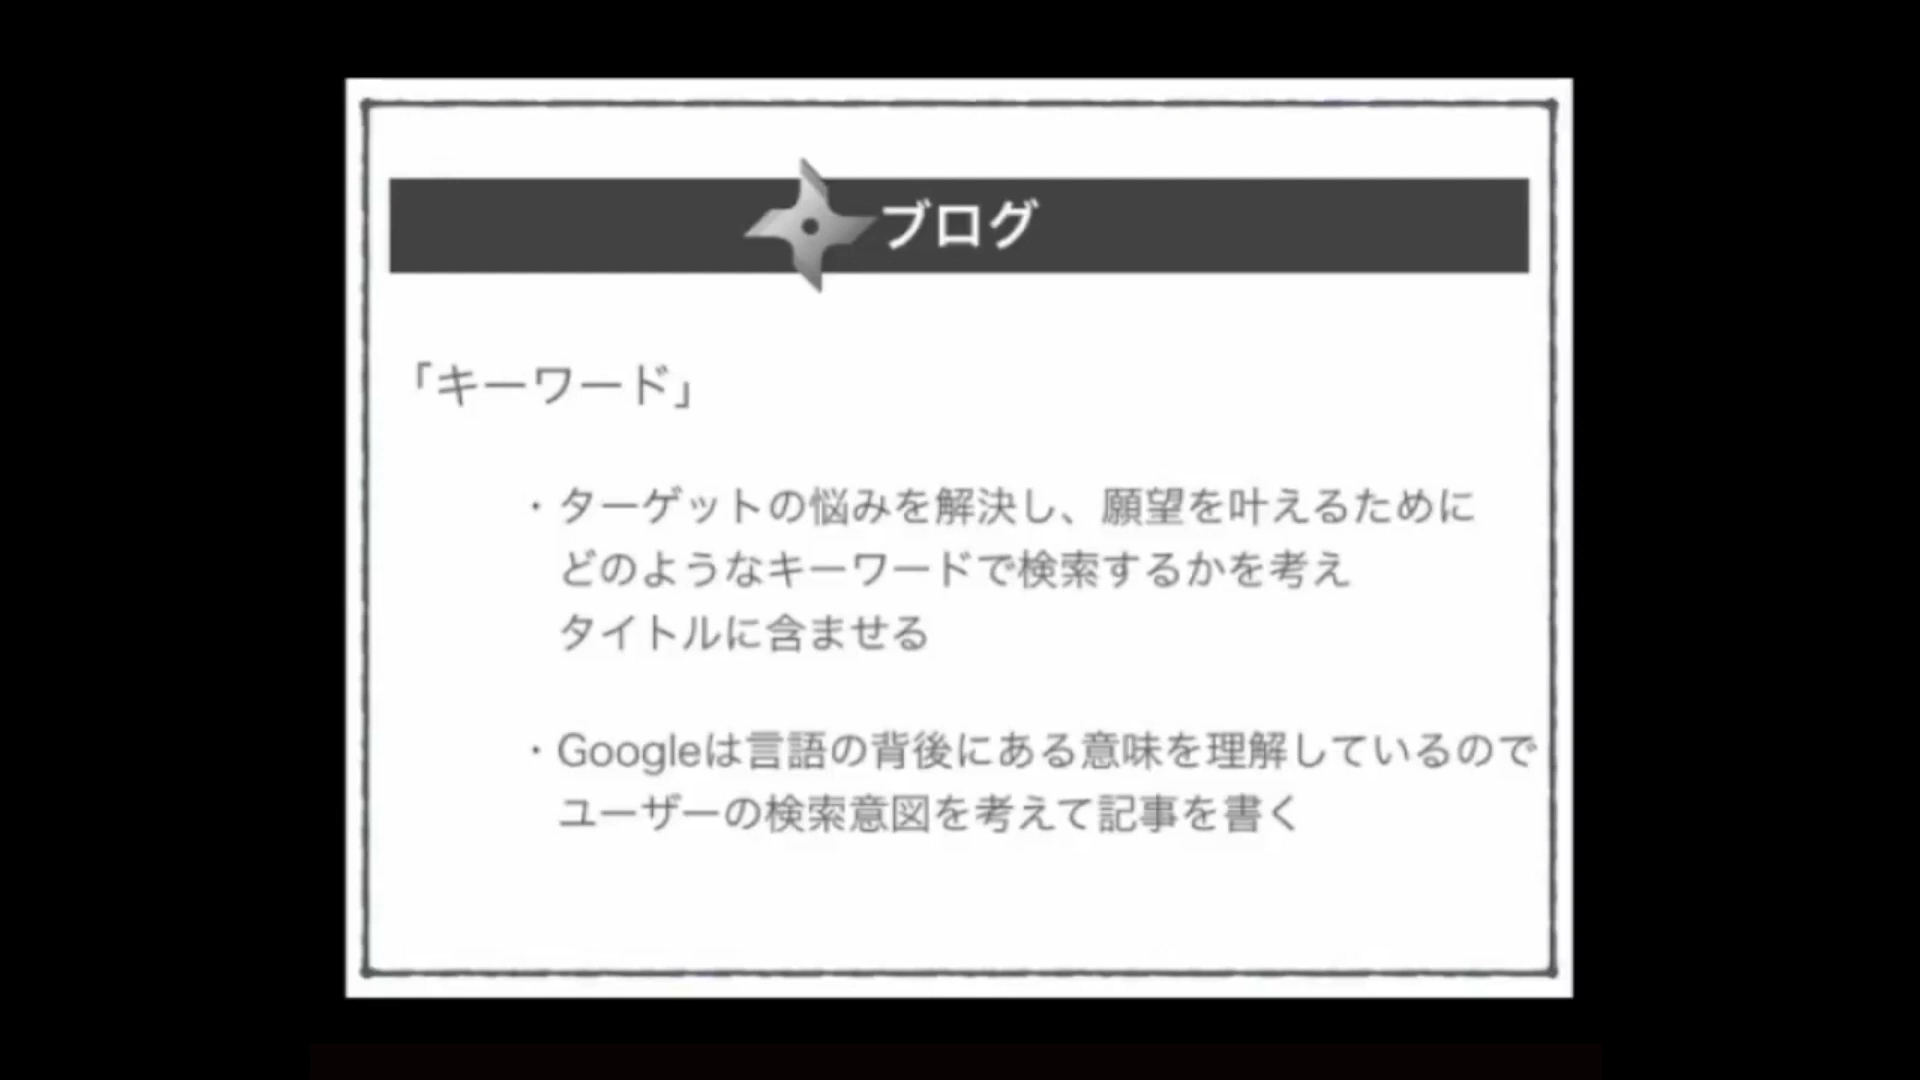 ブログ
「キーワード」
・ターゲットの悩みを解決し、願望を叶えるために
どのようなキーワードで検索するかを考え
タイトルに含ませる
・Googleは言語の背後にある意味を理解しているので
ユーザーの検索意図を考えて記事を書く